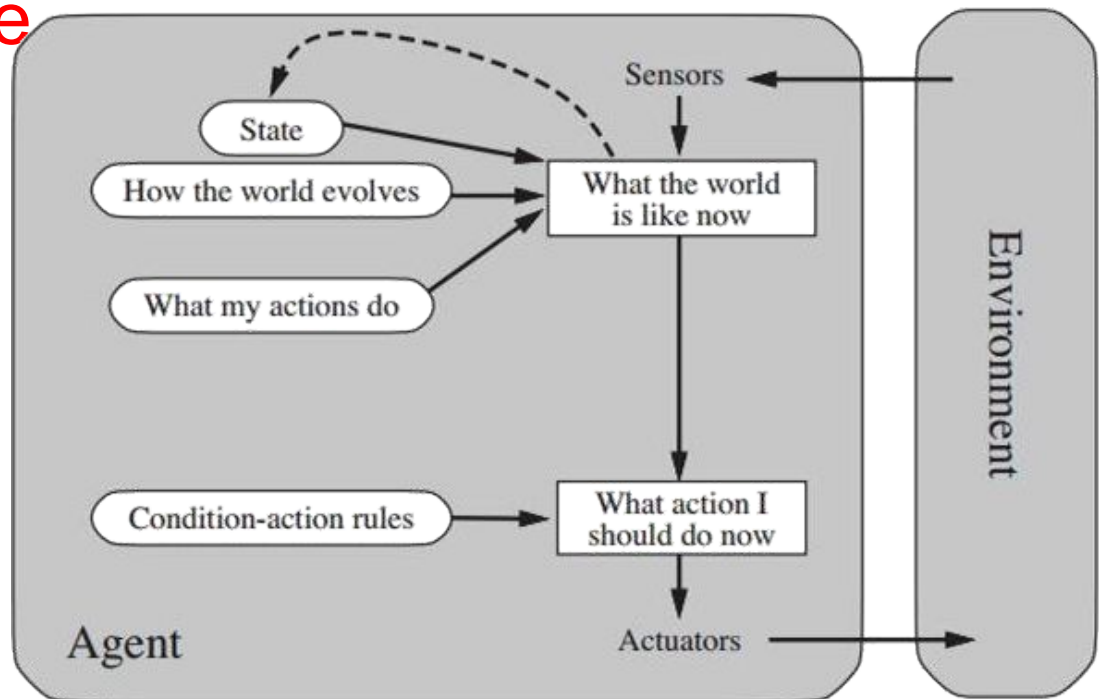 e
Sensors
State
What the world
is like now
How the world evolves
What my actions do
Environment
Condition-action rules
What action I
should do now
Agent
Actuators